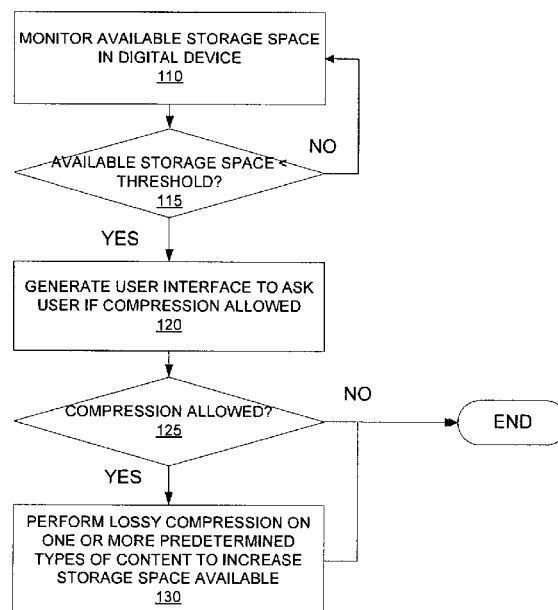 MONITOR AVAILABLE STORAGE SPACE
IN DIGITAL DEVICE
110
NO
AVAILABLE STORAGE SPACE <
THRESHOLD?
115
YES
GENERATE USER INTERFACE TO ASK
USER IF COMPRESSION ALLOWED
120
NO
COMPRESSION ALLOWED?
125
END
YES
PERFORM LOSSY COMPRESSION ON
ONE OR MORE PREDETERMINED
TYPES OF CONTENT TO INCREASE
STORAGE SPACE AVAILABLE
130